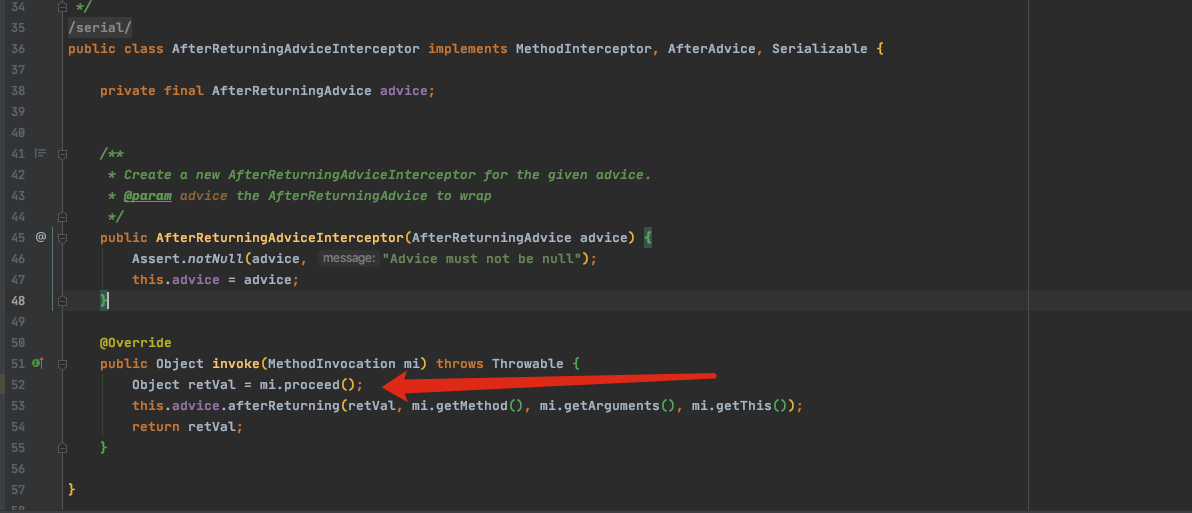 34 */
35 /serial/
36 public class AfterReturningAdviceInterceptor implements MethodInterceptor, AfterAdvice, Serializable {
37
38 private final AfterReturningAdvice advice;
39
40
41 /**
42 * Create a new AfterReturningAdviceInterceptor for the given advice.
43 * @param advice the AfterReturningAdvice to wrap
44 */
45 @ public AfterReturningAdviceInterceptor(AfterReturningAdvice advice) {
46 Assert.notNull(advice, message: "Advice must not be null");
47 this.advice = advice;
48 }
49
50 @Override
51 public Object invoke(MethodInvocation mi) throws Throwable {
52 Object retVal = mi.proceed();
53 this.advice.afterReturning(retVal, mi.getMethod(), mi.getArguments(), mi.getThis());
54 return retVal;
55 }
56
57 }
58